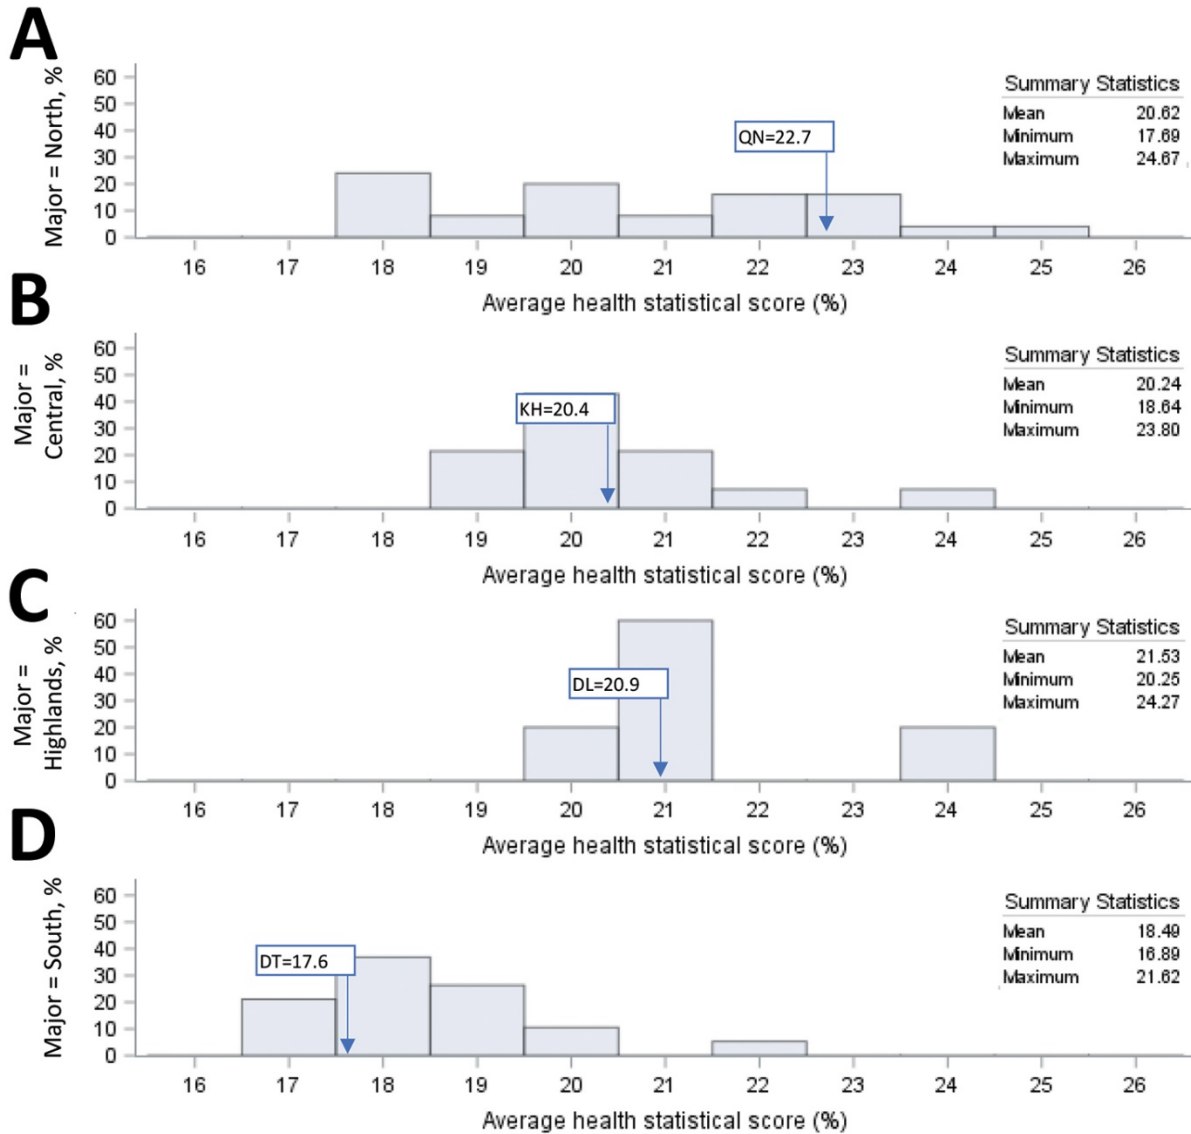 A
Major = North, %
60
50
40
30
20
10
0
QN=22.7
Summary Statistics
Mean 20.62
Minimum 17.69
Maximum 24.67
16 17 18 19 20 21 22 23 24 25 26
Average health statistical score (%)
B
Major =
Central, %
60
50
40
30
20
10
0
KH=20.4
Summary Statistics
Mean 20.24
Minimum 18.64
Maximum 23.80
16 17 18 19 20 21 22 23 24 25 26
Average health statistical score (%)
C
Major =
Highlands, %
60
50
40
30
20
10
0
DL=20.9
Summary Statistics
Mean 21.53
Minimum 20.25
Maximum 24.27
16 17 18 19 20 21 22 23 24 25 26
Average health statistical score (%)
D
Major = South, %
60
50
40
30
20
10
0
DT=17.6
Summary Statistics
Mean 18.49
Minimum 16.89
Maximum 21.62
16 17 18 19 20 21 22 23 24 25 26
Average health statistical score (%)